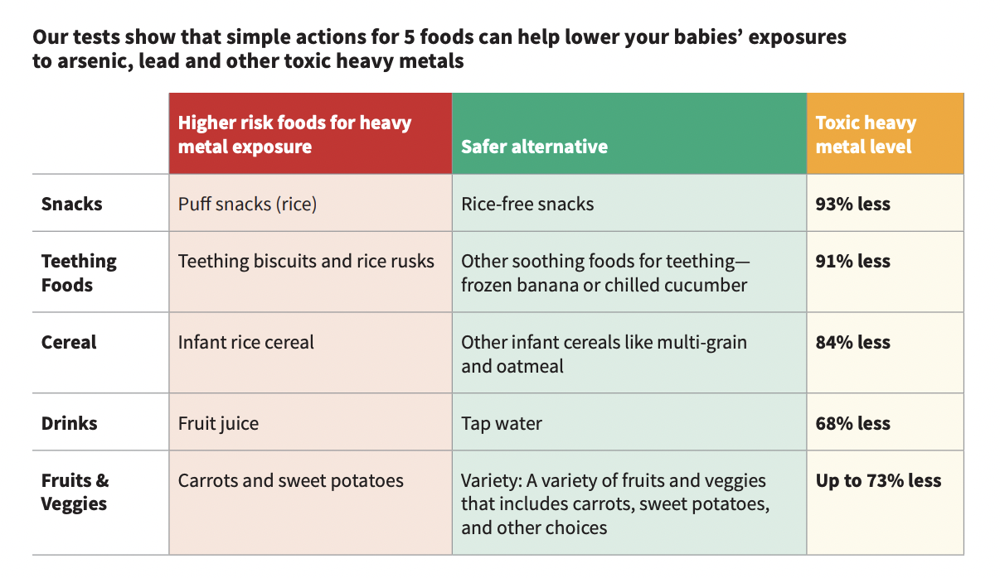 Our tests show that simple actions for 5 foods can help lower your babies’ exposures
to arsenic, lead and other toxic heavy metals
Higher risk foods for heavy
metal exposure
Safer alternative
Toxic heavy
metal level
Snacks
Puff snacks (rice)
Rice-free snacks
93% less
Teething
Foods
Teething biscuits and rice rusks
Other soothing foods for teething—
frozen banana or chilled cucumber
91% less
Cereal
Infant rice cereal
Other infant cereals like multi-grain
and oatmeal
84% less
Drinks
Fruit juice
Tap water
68% less
Fruits &
Veggies
Carrots and sweet potatoes
Variety: A variety of fruits and veggies
that includes carrots, sweet potatoes,
and other choices
Up to 73% less